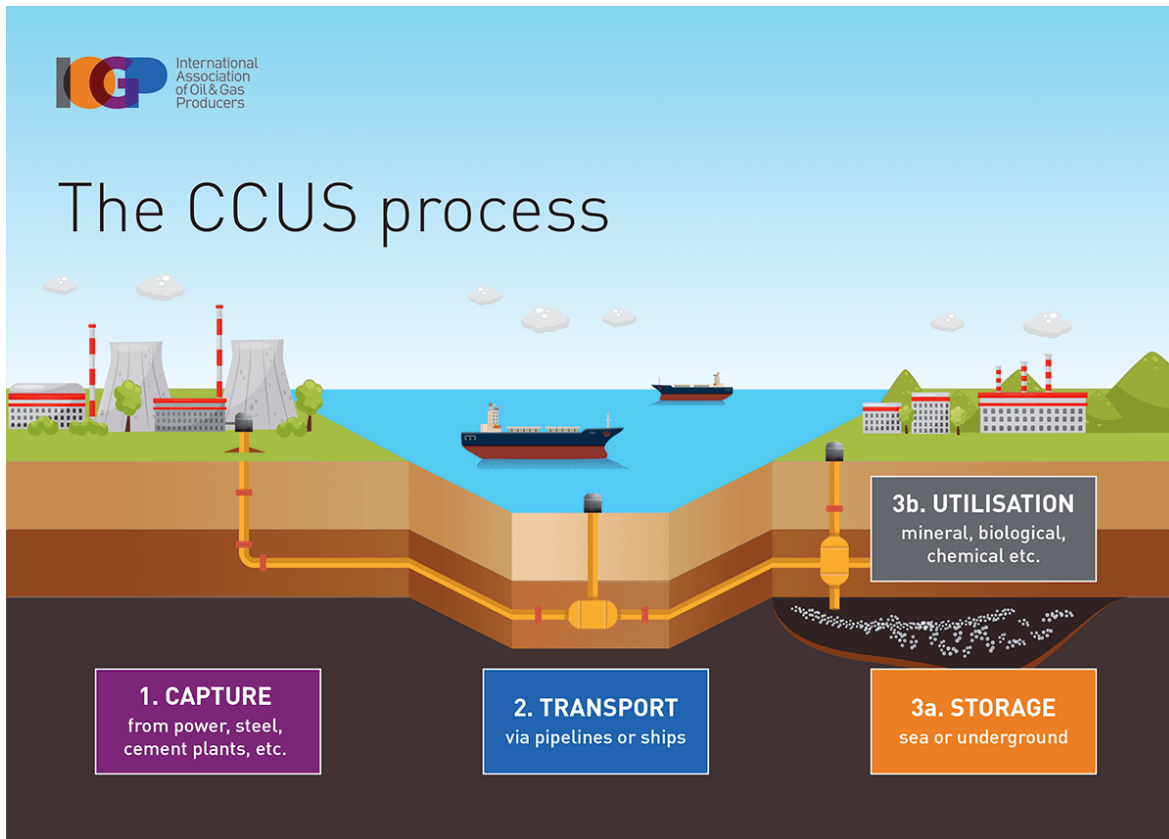 IOGP
International
Association
of Oil & Gas
Producers
The CCUS process
3b. UTILISATION
mineral, biological,
chemical etc.
1. CAPTURE
from power, steel,
cement plants, etc.
2. TRANSPORT
via pipelines or ships
3a. STORAGE
sea or underground